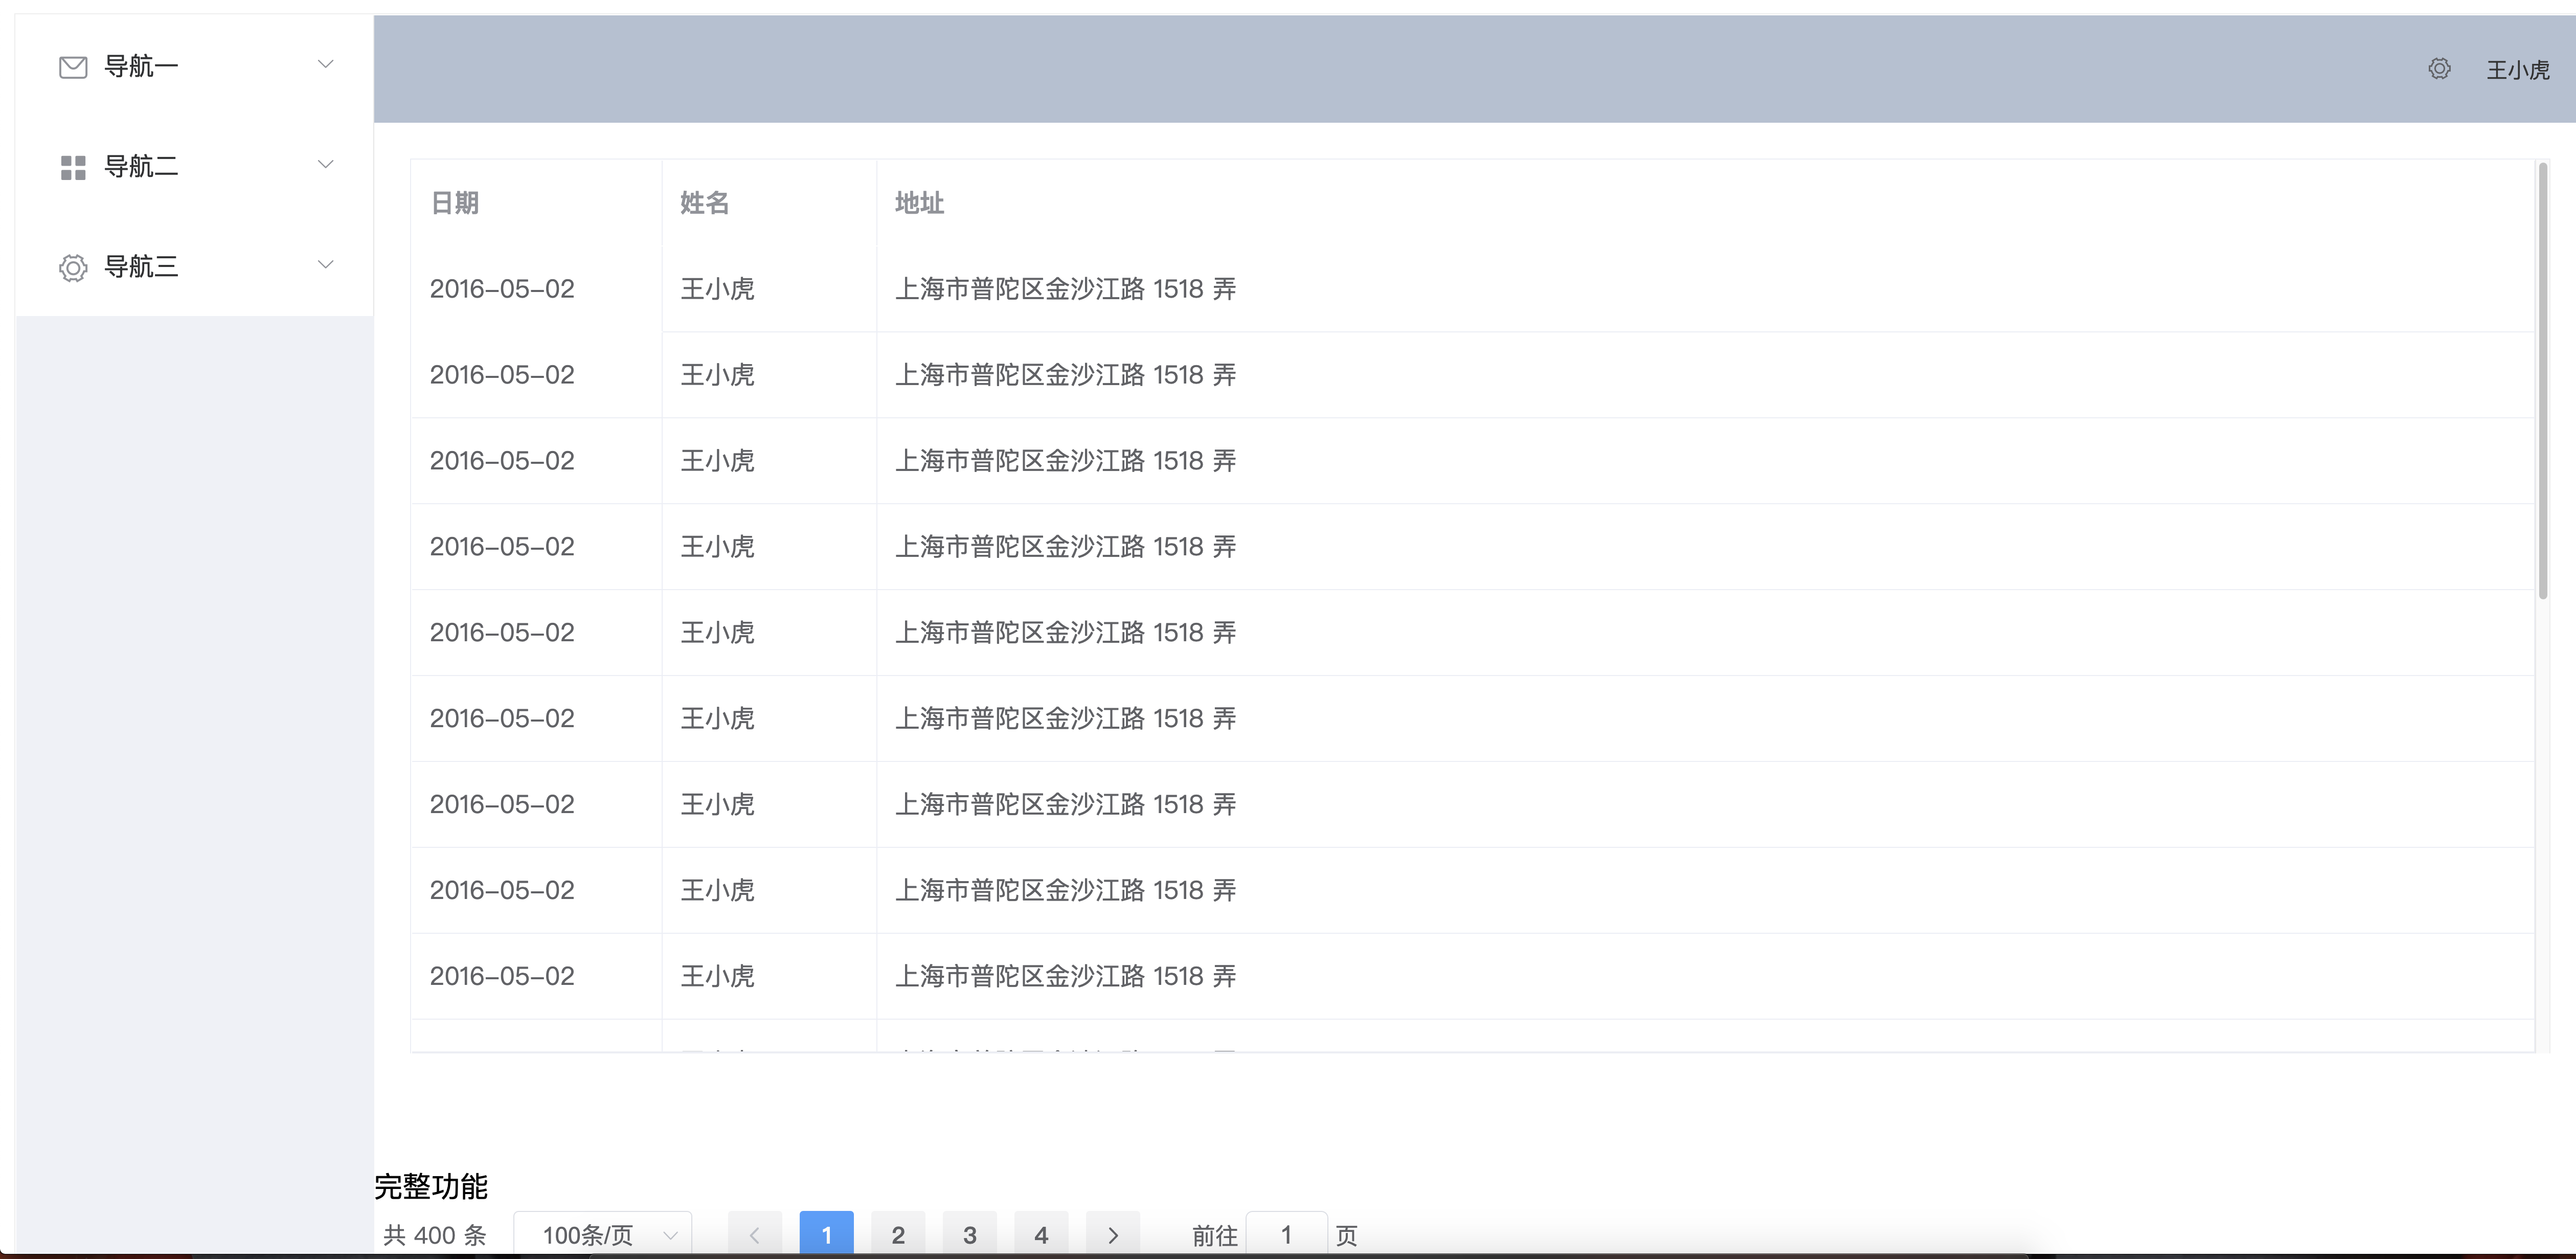 导航一
王小虎
导航二
导航三
日期 姓名 地址
2016-05-02 王小虎 上海市普陀区金沙江路 1518 弄
2016-05-02 王小虎 上海市普陀区金沙江路 1518 弄
2016-05-02 王小虎 上海市普陀区金沙江路 1518 弄
2016-05-02 王小虎 上海市普陀区金沙江路 1518 弄
2016-05-02 王小虎 上海市普陀区金沙江路 1518 弄
2016-05-02 王小虎 上海市普陀区金沙江路 1518 弄
2016-05-02 王小虎 上海市普陀区金沙江路 1518 弄
2016-05-02 王小虎 上海市普陀区金沙江路 1518 弄
2016-05-02 王小虎 上海市普陀区金沙江路 1518 弄
完整功能
共 400 条 100条/页 1 2 3 4 前往 1 页